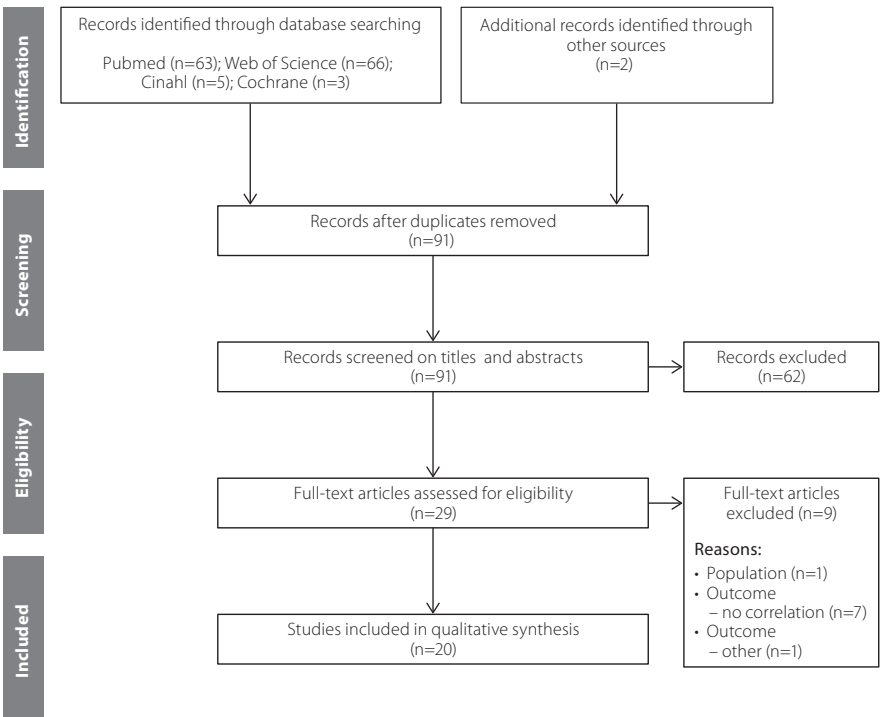 Identification
Records identified through database searching
Pubmed (n=63); Web of Science (n=66);
Cinahl (n=5); Cochrane (n=3)
Additional records identified through
other sources
(n=2)
Screening
Records after duplicates removed
(n=91)
Records screened on titles and abstracts
(n=91)
Records excluded
(n=62)
Eligibility
Full-text articles assessed for eligibility
(n=29)
Full-text articles
excluded (n=9)
Reasons:
• Population (n=1)
• Outcome
– no correlation (n=7)
• Outcome
– other (n=1)
Included
Studies included in qualitative synthesis
(n=20)